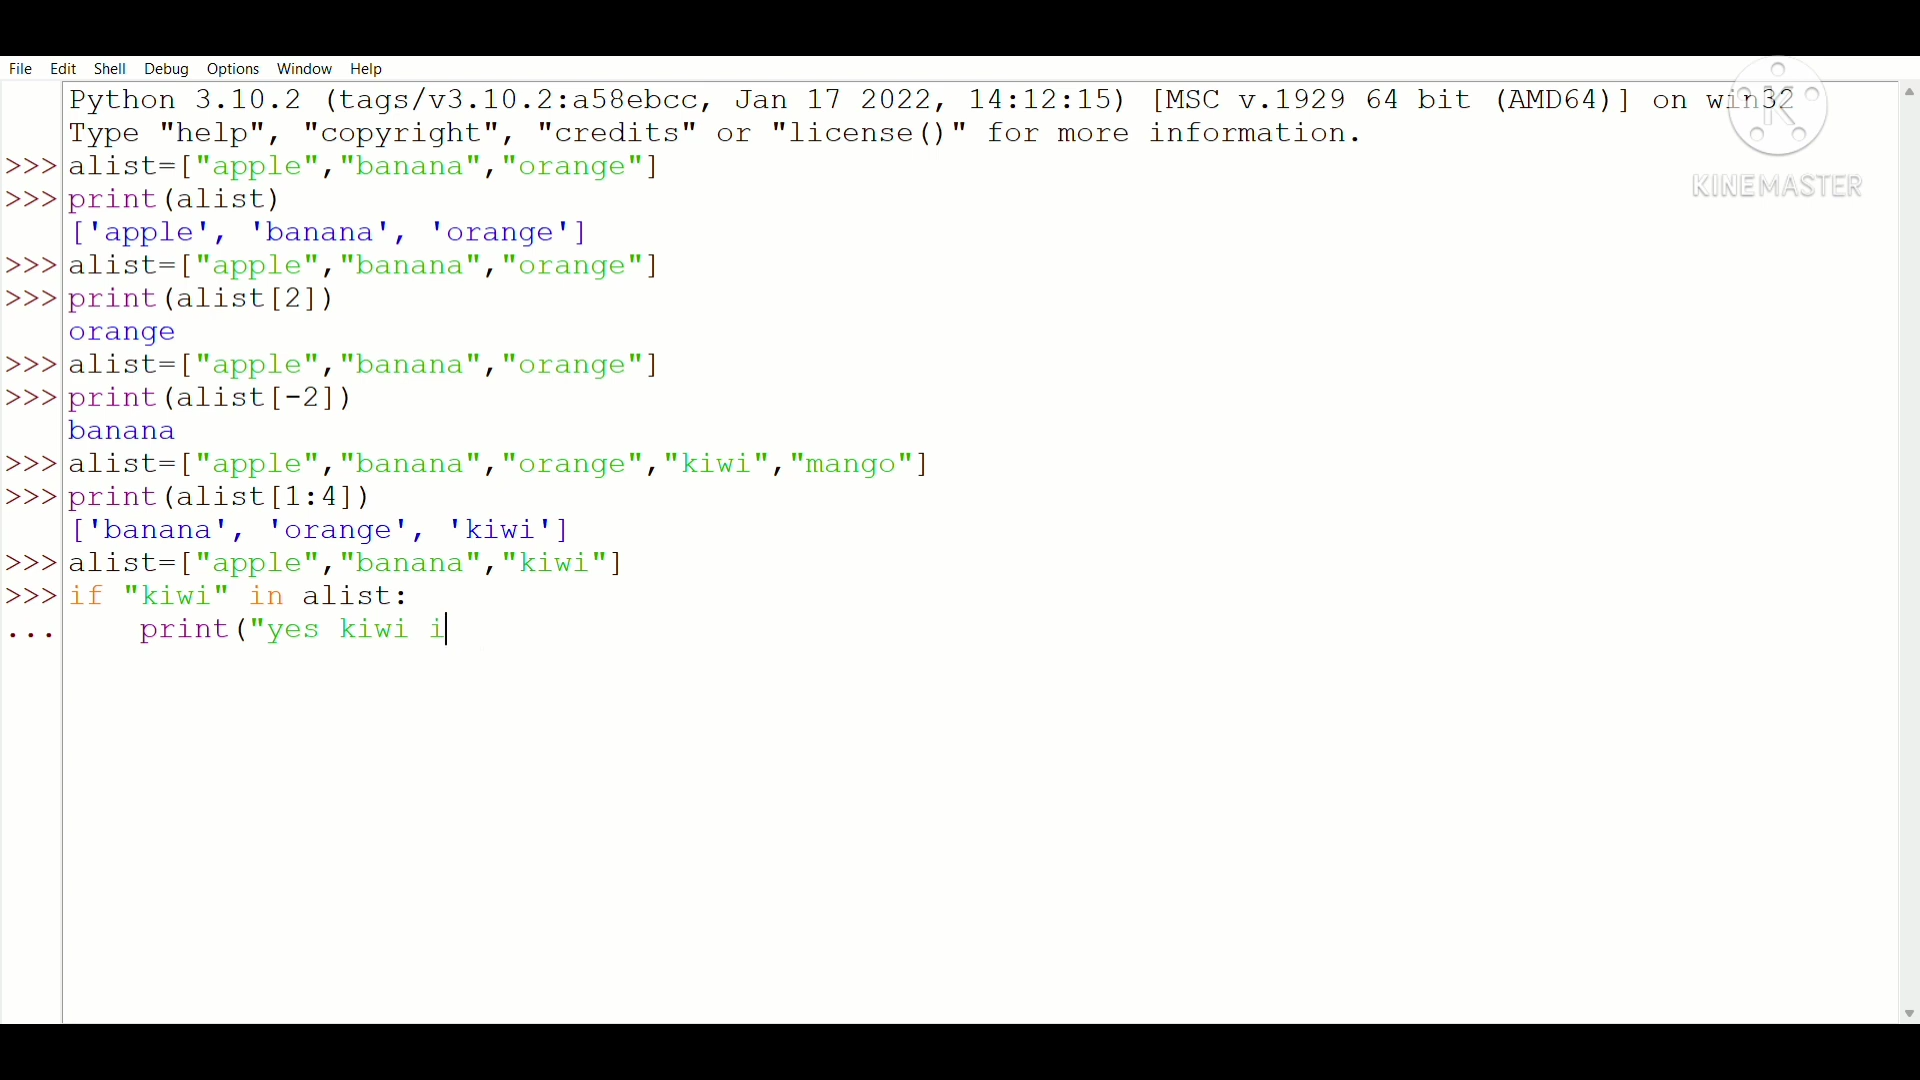 File Edit Shell Debug Options Window Help
Python 3.10.2 (tags/v3.10.2:a58ebcc, Jan 17 2022, 14:12:15) [MSC v.1929 64 bit (AMD64)] on win32
Type "help", "copyright", "credits" or "license()" for more information.
>>> alist=["apple","banana","orange"]
>>> print(alist)
['apple', 'banana', 'orange']
>>> alist=["apple","banana","orange"]
>>> print(alist[2])
orange
>>> alist=["apple","banana","orange"]
>>> print(alist[-2])
banana
>>> alist=["apple","banana","orange","kiwi","mango"]
>>> print(alist[1:4])
['banana', 'orange', 'kiwi']
>>> alist=["apple","banana","kiwi"]
>>> if "kiwi" in alist:
...     print("yes kiwi i
K
KINEMASTER